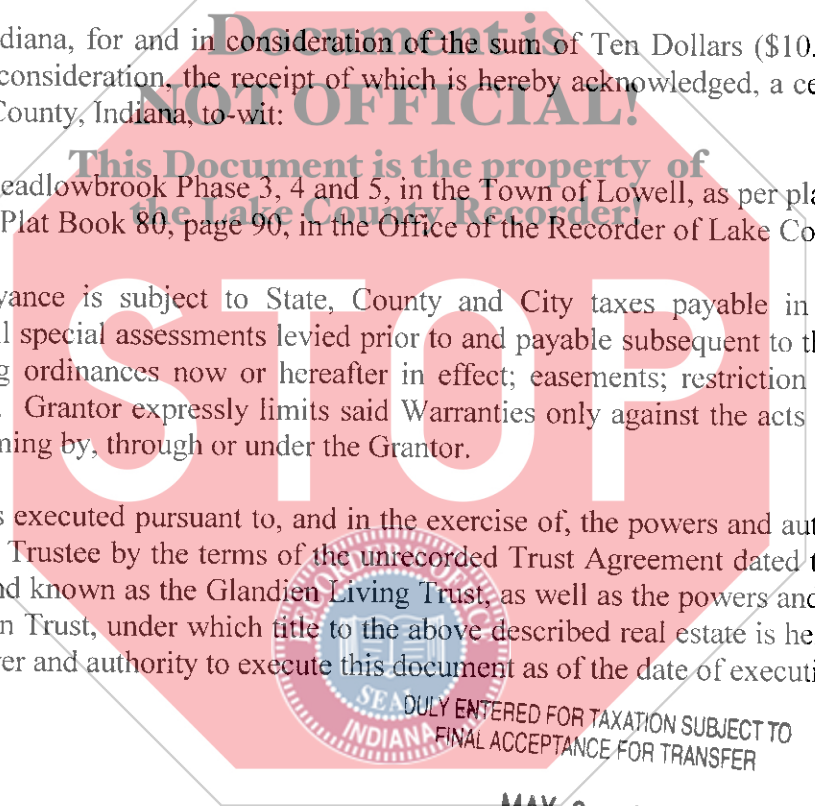 Document is
diana, for and in consideration of the sum of Ten Dollars ($10.
consideration, the receipt of which is hereby acknowledged, a ce
NOT OFFICIAL!
County, Indiana, to-wit:
This Document is the property of
eadlowbrook Phase 3, 4 and 5, in the Town of Lowell, as per pla
the Lake County Recorder!
Plat Book 80, page 90, in the Office of the Recorder of Lake Co
STOP
yance is subject to State, County and City taxes payable in
l special assessments levied prior to and payable subsequent to th
g ordinances now or hereafter in effect; easements; restriction
. Grantor expressly limits said Warranties only against the acts
ning by, through or under the Grantor.
s executed pursuant to, and in the exercise of, the powers and aut
Trustee by the terms of the unrecorded Trust Agreement dated t
nd known as the Glandien Living Trust, as well as the powers and
n Trust, under which title to the above described real estate is he
er and authority to execute this document as of the date of executi
SEAL
INDIANA
DULY ENTERED FOR TAXATION SUBJECT TO
FINAL ACCEPTANCE FOR TRANSFER
MAY